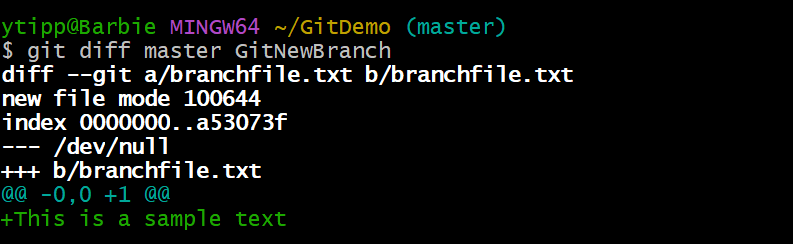 ytipp@Barbie MINGW64 ~/GitDemo (master)
$ git diff master GitNewBranch
diff --git a/branchfile.txt b/branchfile.txt
new file mode 100644
index 0000000..a53073f
--- /dev/null
+++ b/branchfile.txt
@@ -0,0 +1 @@
+This is a sample text